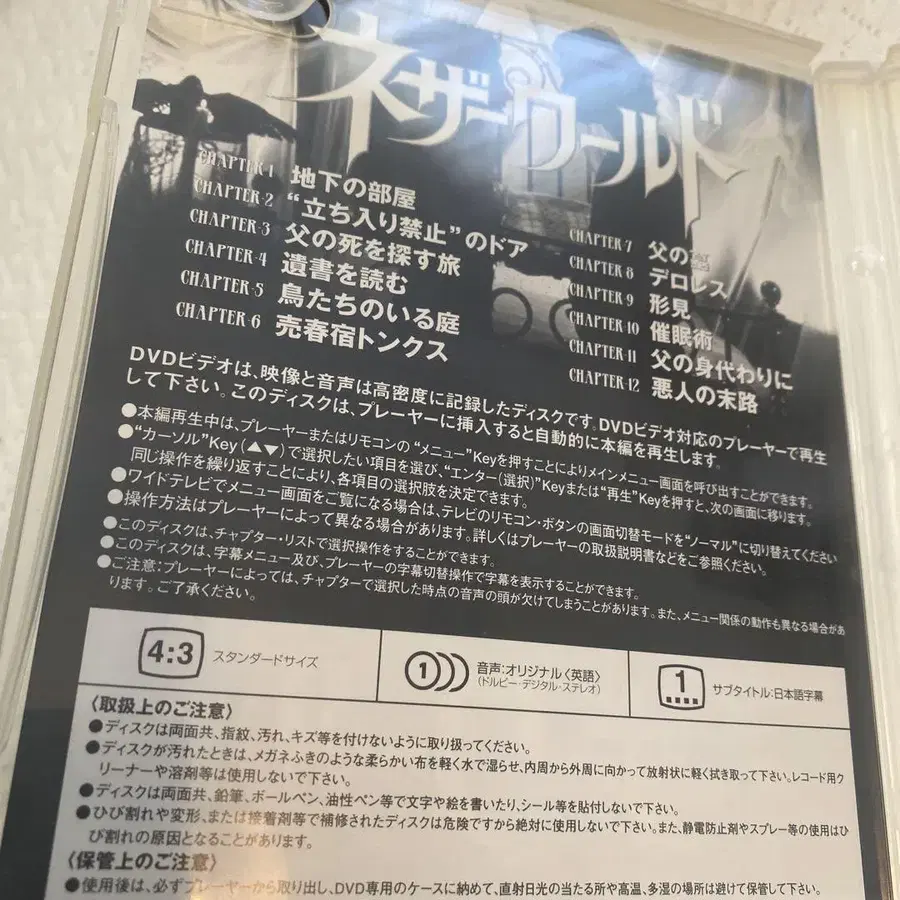 ネザーワールド
CHAPTER-1 地下の部屋
CHAPTER-2 “立ち入り禁止”のドア
CHAPTER-3 父の死を探す旅
CHAPTER-4 遺書を読む
CHAPTER-5 鳥たちのいる庭
CHAPTER-6 売春宿トンクス
CHAPTER-7 父の
CHAPTER-8 デロレス
CHAPTER-9 形見
CHAPTER-10 催眠術
CHAPTER-11 父の身代わりに
CHAPTER-12 悪人の末路
DVDビデオは、映像と音声は高密度に記録したディスクです。DVDビデオ対応のプレーヤーで再生
して下さい。このディスクは、プレーヤーに挿入すると自動的に本編を再生します。
●本編再生中は、プレーヤーまたはリモコンの“メニュー”Keyを押すことによりメインメニュー画面を呼び出すことができます。
●“カーソル”Key(▲▼)で選択したい項目を選び、“エンター(選択)”Keyまたは“再生”Keyを押すと、次の画面に移ります。
同じ操作を繰り返すことにより、各項目の選択肢を決定できます。
●ワイドテレビでメニュー画面をご覧になる場合は、テレビのリモコン・ボタンの画面切替モードを“ノーマル”に切り替えてください
●操作方法はプレーヤーによって異なる場合があります。詳しくはプレーヤーの取扱説明書などをご参照ください。
●このディスクは、チャプター・リストで選択操作をすることができます。
●このディスクは、字幕メニュー及び、プレーヤーの字幕切替操作で字幕を表示することができます。
●ご注意:プレーヤーによっては、チャプターで選択した時点の音声の頭が欠けてしまうことがあります。また、メニュー関係の動作も異なる場合があ
ります。ご了承ください。
4:3 スタンダードサイズ
1 音声:オリジナル〈英語〉
(ドルビー・デジタル・ステレオ)
1 サブタイトル:日本語字幕
〈取扱上のご注意〉
●ディスクは両面共、指紋、汚れ、キズ等を付けないように取り扱ってください。
●ディスクが汚れたときは、メガネふきのような柔らかい布を軽く水で湿らせ、内周から外周に向かって放射状に軽く拭き取って下さい。レコード用ク
リーナーや溶剤等は使用しないで下さい。
●ディスクは両面共、鉛筆、ボールペン、油性ペン等で文字や絵を書いたり、シール等を貼付しないで下さい。
●ひび割れや変形、または接着剤等で補修されたディスクは危険ですから絶対に使用しないで下さい。また、静電防止剤やスプレー等の使用はひ
び割れの原因となることがあります。
〈保管上のご注意〉
●使用後は、必ずプレーヤーから取り出し、DVD専用のケースに納めて、直射日光の当たる所や高温、多湿の場所は避けて保管して下さい。